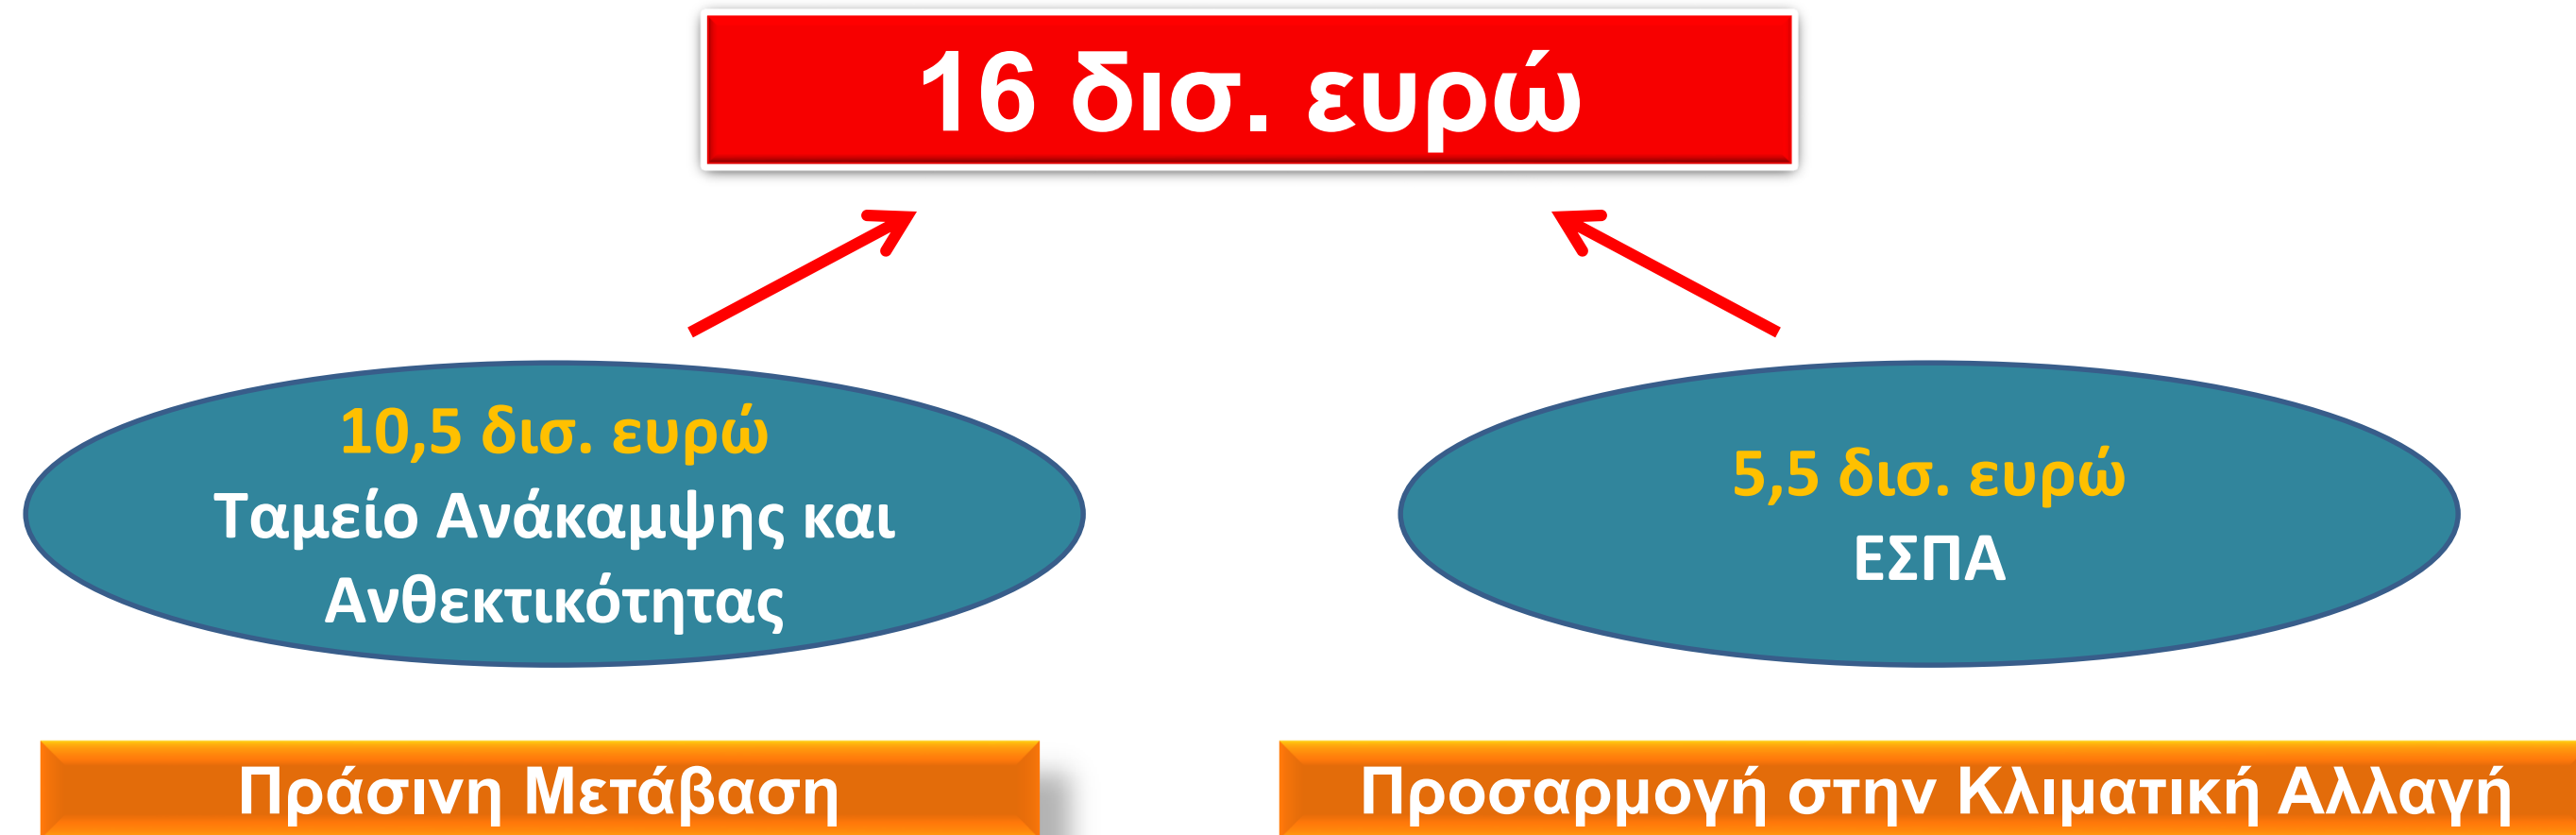 16 δισ. ευρώ
10,5 δισ. ευρώ
Ταμείο Ανάκαμψης και
Ανθεκτικότητας
5,5 δισ. ευρώ
ΕΣΠΑ
Πράσινη Μετάβαση
Προσαρμογή στην Κλιματική Αλλαγή